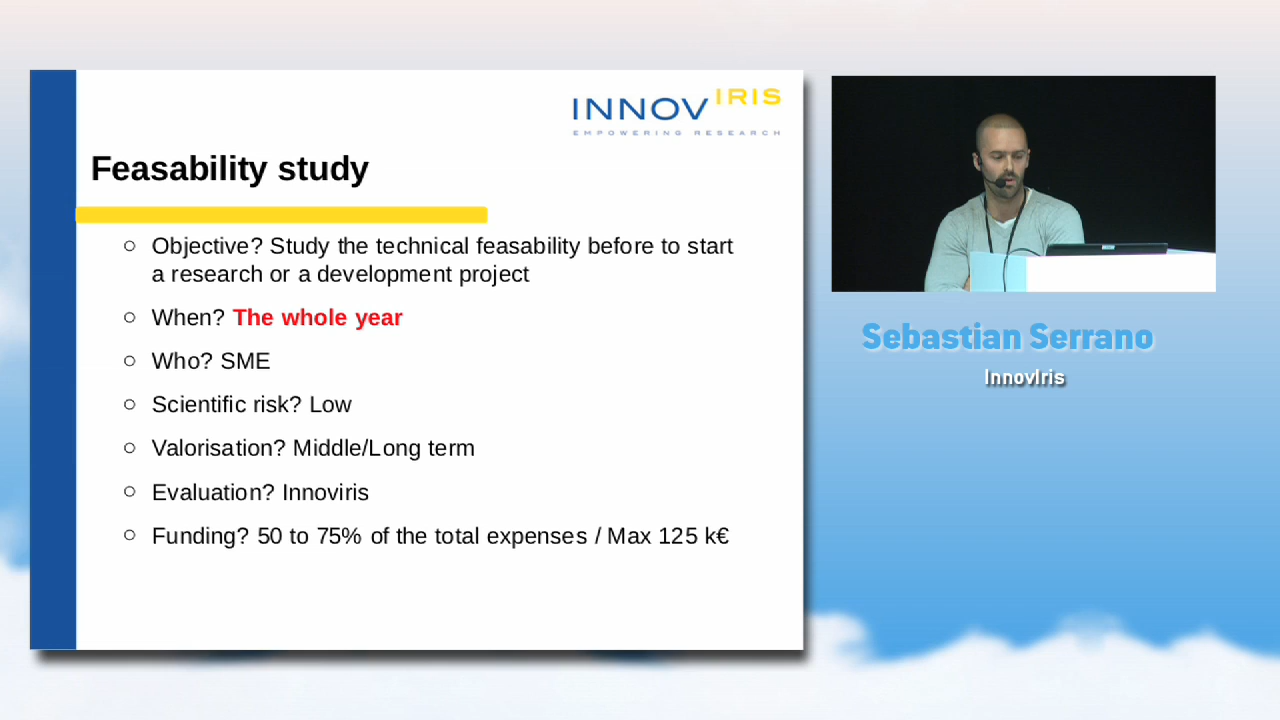 INNOVIRIS
EMPOWERING RESEARCH
Feasability study
Objective? Study the technical feasability before to start
a research or a development project
When? The whole year
Who? SME
Scientific risk? Low
Valorisation? Middle/Long term
Evaluation? Innoviris
Funding? 50 to 75% of the total expenses / Max 125 k€
Sebastian Serrano
InnovIris